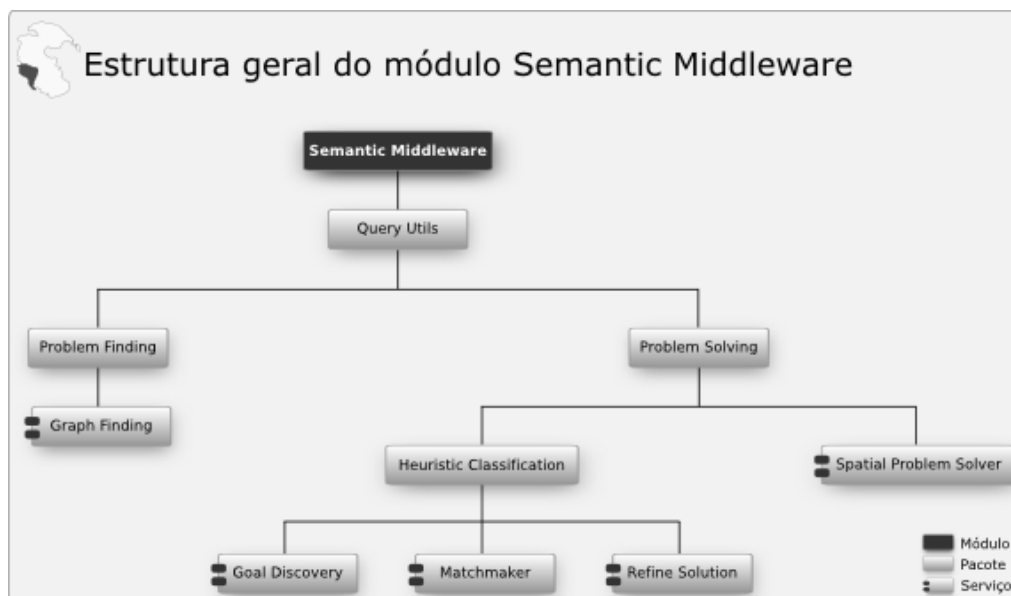 Estrutura geral do módulo Semantic Middleware
Semantic Middleware
Query Utils
Problem Finding
Problem Solving
Graph Finding
Heuristic Classification
Spatial Problem Solver
Goal Discovery
Matchmaker
Refine Solution
Módulo
Pacote
Serviço